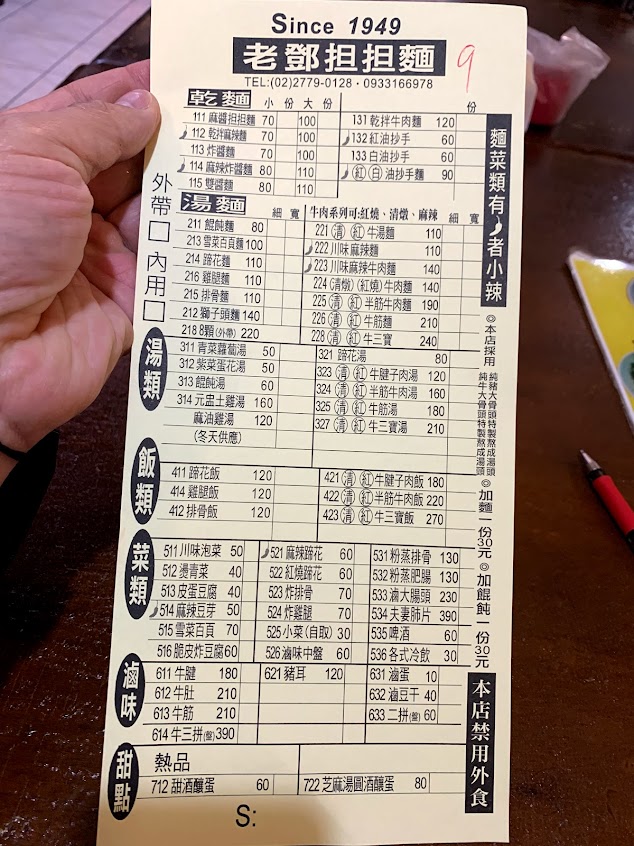 Since 1949
老鄧担担麵
9
TEL:(02)2779-0128・0933166978
乾麵 小份 大份
111 麻醬担担麵 70 100
112 乾拌麻辣麵 70 100
113 炸醬麵 70 100
114 麻辣炸醬麵 80 110
115 雙醬麵 80 110
份
131 乾拌牛肉麵 120
132 紅油抄手 60
133 白油抄手 60
紅 白 油抄手麵 90
湯麵 細 寬
211 餛飩麵 80
213 雪菜百頁麵 100
214 蹄花麵 110
216 雞腿麵 110
215 排骨麵 110
212 獅子頭麵 140
218 8顆(外帶) 220
牛肉系列可:紅燒、清燉、麻辣 細 寬
221 清 紅 牛湯麵 110
222 川味麻辣麵 110
223 川味麻辣牛肉麵 140
224 (清燉)(紅燒)牛肉麵 140
225 清 紅 半筋牛肉麵 190
226 清 紅 牛筋麵 210
228 清 紅 牛三寶 240
外帶□ 內用□
湯類
311 青菜蘿蔔湯 50
312 紫菜蛋花湯 50
313 餛飩湯 60
314 元盅土雞湯 160
麻油雞湯 120
(冬天供應)
321 蹄花湯 80
323 清 紅 牛腱子肉湯 120
324 清 紅 半筋牛肉湯 160
325 清 紅 牛筋湯 180
327 清 紅 牛三寶湯 210
飯類
411 蹄花飯 120
414 雞腿飯 120
412 排骨飯 120
421 清 紅 牛腱子肉飯 180
422 清 紅 半筋牛肉飯 220
423 清 紅 牛三寶飯 270
菜類
511 川味泡菜 50
512 燙青菜 40
513 皮蛋豆腐 40
514 麻辣豆芽 50
515 雪菜百頁 70
516 脆皮炸豆腐 60
521 麻辣蹄花 60
522 紅燒蹄花 60
523 炸排骨 70
524 炸雞腿 70
525 小菜(自取) 30
526 滷味中盤 60
531 粉蒸排骨 130
532 粉蒸肥腸 130
533 滷大腸頭 230
534 夫妻肺片 390
535 啤酒 60
536 各式冷飲 30
滷味
611 牛腱 180
612 牛肚 210
613 牛筋 210
614 牛三拼(盤) 390
621 豬耳 120
631 滷蛋 10
632 滷豆干 40
633 二拼(盤) 60
甜點
熱品
712 甜酒釀蛋 60
722 芝麻湯圓酒釀蛋 80
S:
麵菜類有 者小辣
◎本店採用
純豬大骨頭特製熬成湯頭
純牛大骨頭特製熬成湯頭
◎加麵一份30元
◎加餛飩一份30元
本店禁用外食